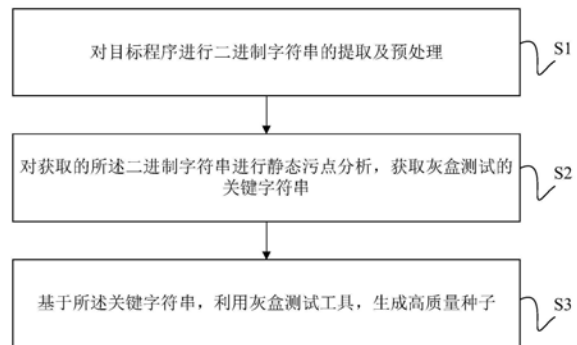 对目标程序进行二进制字符串的提取及预处理
S1
对获取的所述二进制字符串进行静态污点分析，获取灰盒测试的
关键字符串
S2
基于所述关键字符串，利用灰盒测试工具，生成高质量种子
S3